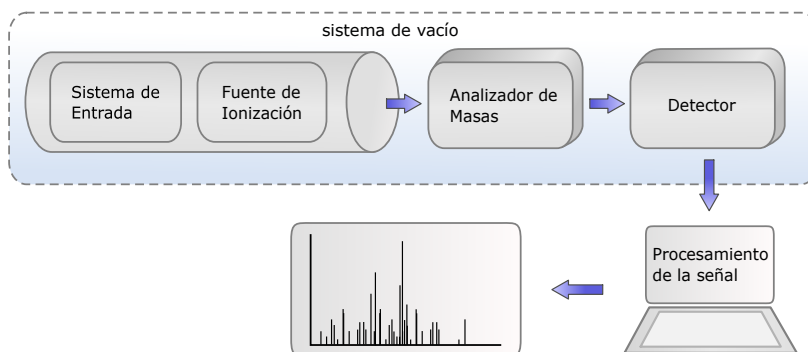 sistema de vacío
Sistema de
Entrada
Fuente de
Ionización
Analizador de
Masas
Detector
Procesamiento
de la señal